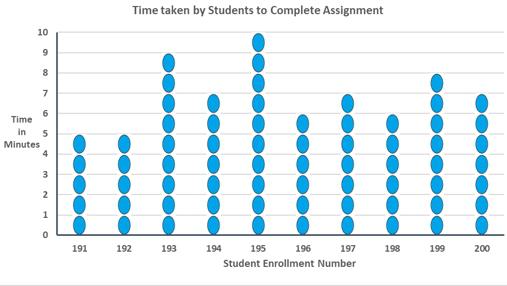 Time taken by Students to Complete Assignment
10
9
8
7
6
5
4
3
2
1
0
Time
in
Minutes
191 192 193 194 195 196 197 198 199 200
Student Enrollment Number